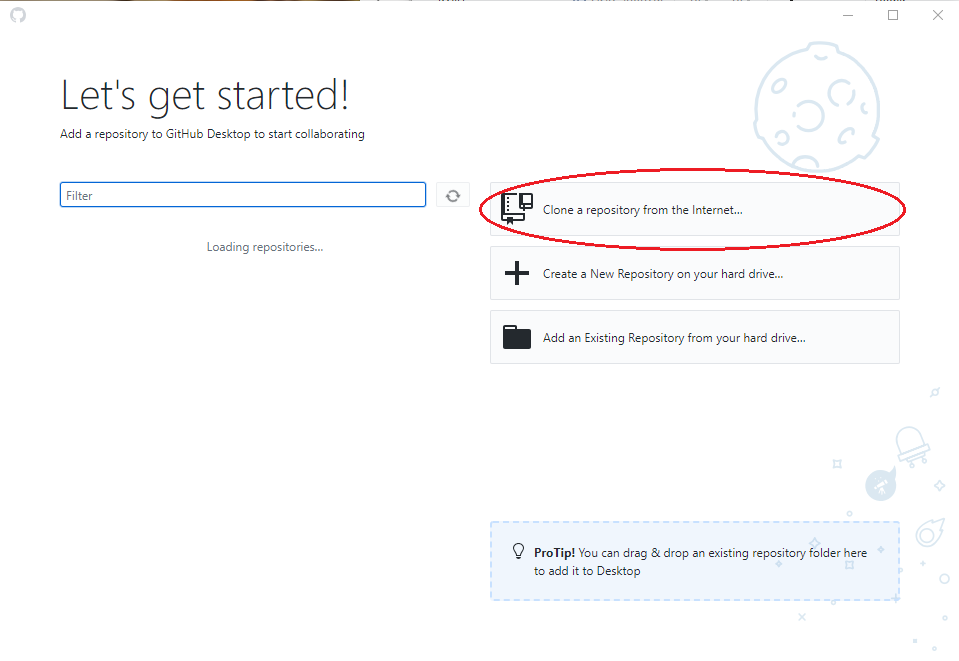 Let's get started!
Add a repository to GitHub Desktop to start collaborating
Filter
Loading repositories...
Clone a repository from the Internet...
Create a New Repository on your hard drive...
Add an Existing Repository from your hard drive...
ProTip! You can drag & drop an existing repository folder here
to add it to Desktop